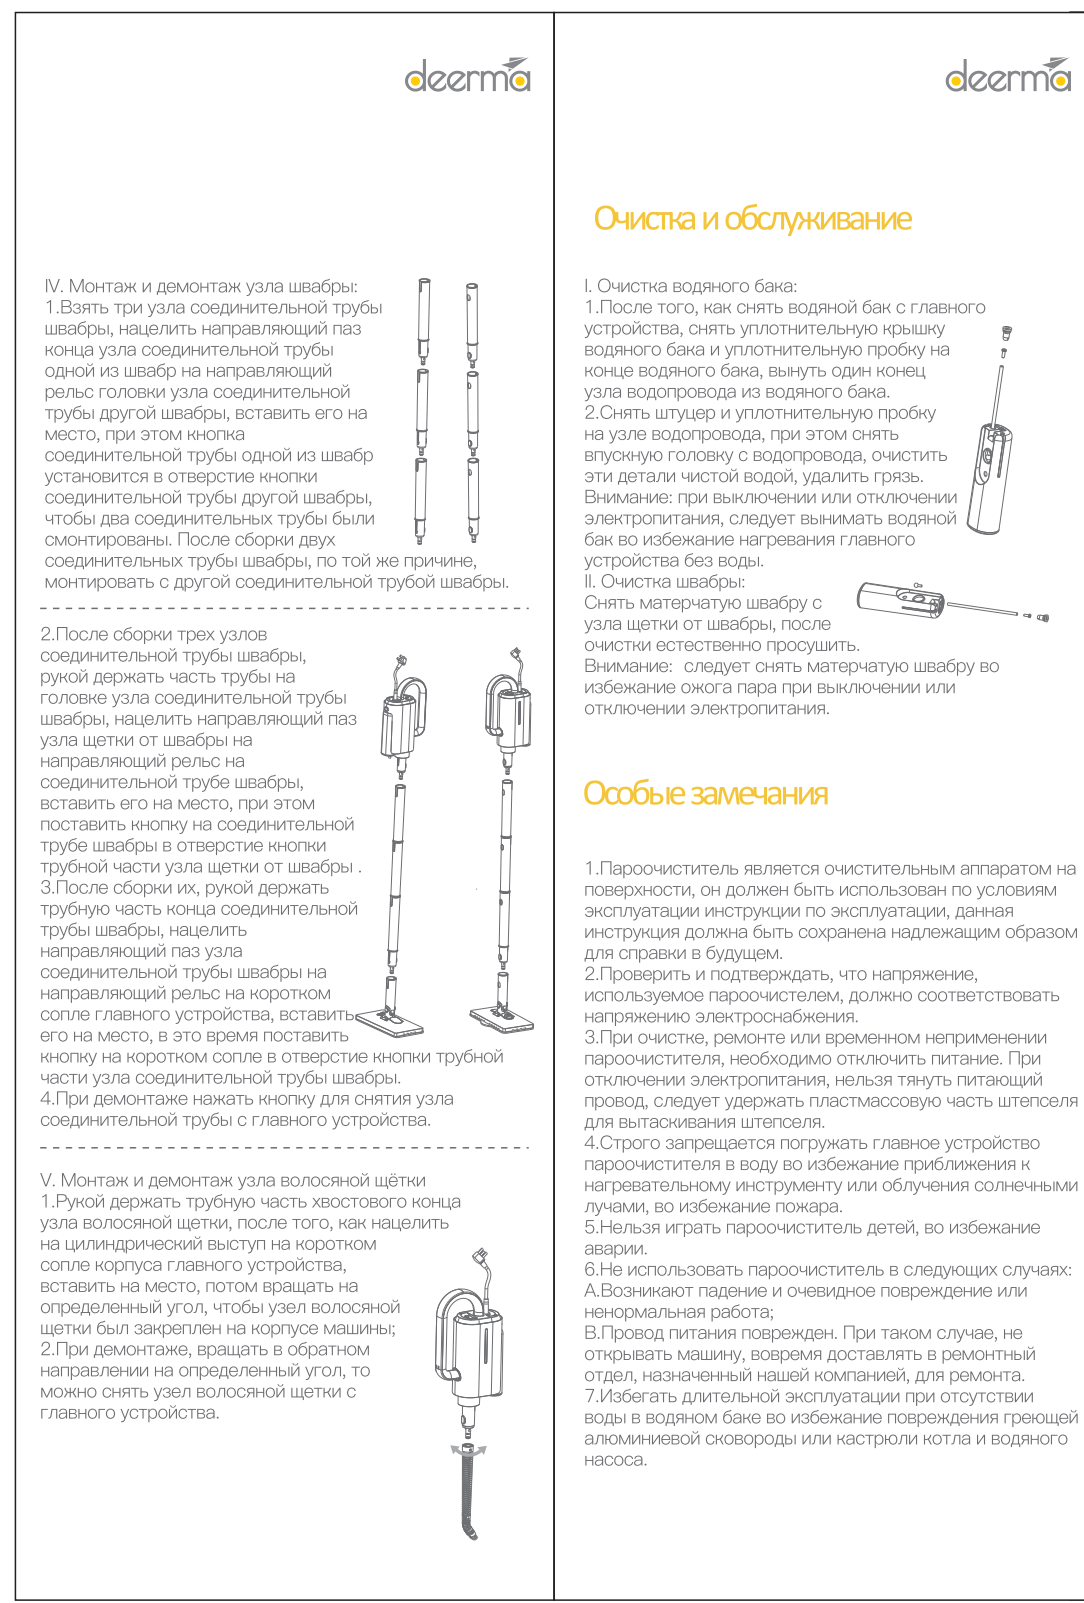 deerma
IV. Монтаж и демонтаж узла швабры:
1.Взять три узла соединительной трубы
швабры, нацелить направляющий паз
конца узла соединительной трубы
одной из швабр на направляющий
рельс головки узла соединительной
трубы другой швабры, вставить его на
место, при этом кнопка
соединительной трубы одной из швабр
установится в отверстие кнопки
соединительной трубы другой швабры,
чтобы два соединительных трубы были
смонтированы. После сборки двух
соединительных трубы швабры, по той же причине,
монтировать с другой соединительной трубой швабры.
2.После сборки трех узлов
соединительной трубы швабры,
рукой держать часть трубы на
головке узла соединительной трубы
швабры, нацелить направляющий паз
узла щетки от швабры на
направляющий рельс на
соединительной трубе швабры,
вставить его на место, при этом
поставить кнопку на соединительной
трубе швабры в отверстие кнопки
трубной части узла щетки от швабры .
3.После сборки их, рукой держать
трубную часть конца соединительной
трубы швабры, нацелить
направляющий паз узла
соединительной трубы швабры на
направляющий рельс на коротком
сопле главного устройства, вставить
его на место, в это время поставить
кнопку на коротком сопле в отверстие кнопки трубной
части узла соединительной трубы швабры.
4.При демонтаже нажать кнопку для снятия узла
соединительной трубы с главного устройства.
V. Монтаж и демонтаж узла волосяной щётки
1.Рукой держать трубную часть хвостового конца
узла волосяной щетки, после того, как нацелить
на цилиндрический выступ на коротком
сопле корпуса главного устройства,
вставить на место, потом вращать на
определенный угол, чтобы узел волосяной
щетки был закреплен на корпусе машины;
2.При демонтаже, вращать в обратном
направлении на определенный угол, то
можно снять узел волосяной щетки с
главного устройства.
deerma
Очистка и обслуживание
I. Очистка водяного бака:
1.После того, как снять водяной бак с главного
устройства, снять уплотнительную крышку
водяного бака и уплотнительную пробку на
конце водяного бака, вынуть один конец
узла водопровода из водяного бака.
2.Снять штуцер и уплотнительную пробку
на узле водопровода, при этом снять
впускную головку с водопровода, очистить
эти детали чистой водой, удалить грязь.
Внимание: при выключении или отключении
электропитания, следует вынимать водяной
бак во избежание нагревания главного
устройства без воды.
II. Очистка швабры:
Снять матерчатую швабру с
узла щетки от швабры, после
очистки естественно просушить.
Внимание:  следует снять матерчатую швабру во
избежание ожога пара при выключении или
отключении электропитания.
Особые замечания
1.Пароочиститель является очистительным аппаратом на
поверхности, он должен быть использован по условиям
эксплуатации инструкции по эксплуатации, данная
инструкция должна быть сохранена надлежащим образом
для справки в будущем.
2.Проверить и подтверждать, что напряжение,
используемое пароочистелем, должно соответствовать
напряжению электроснабжения.
3.При очистке, ремонте или временном неприменении
пароочистителя, необходимо отключить питание. При
отключении электропитания, нельзя тянуть питающий
провод, следует удержать пластмассовую часть штепселя
для вытаскивания штепселя.
4.Строго запрещается погружать главное устройство
пароочистителя в воду во избежание приближения к
нагревательному инструменту или облучения солнечными
лучами, во избежание пожара.
5.Нельзя играть пароочиститель детей, во избежание
аварии.
6.Не использовать пароочиститель в следующих случаях:
A.Возникают падение и очевидное повреждение или
ненормальная работа;
B.Провод питания поврежден. При таком случае, не
открывать машину, вовремя доставлять в ремонтный
отдел, назначенный нашей компанией, для ремонта.
7.Избегать длительной эксплуатации при отсутствии
воды в водяном баке во избежание повреждения греющей
алюминиевой сковороды или кастрюли котла и водяного
насоса.